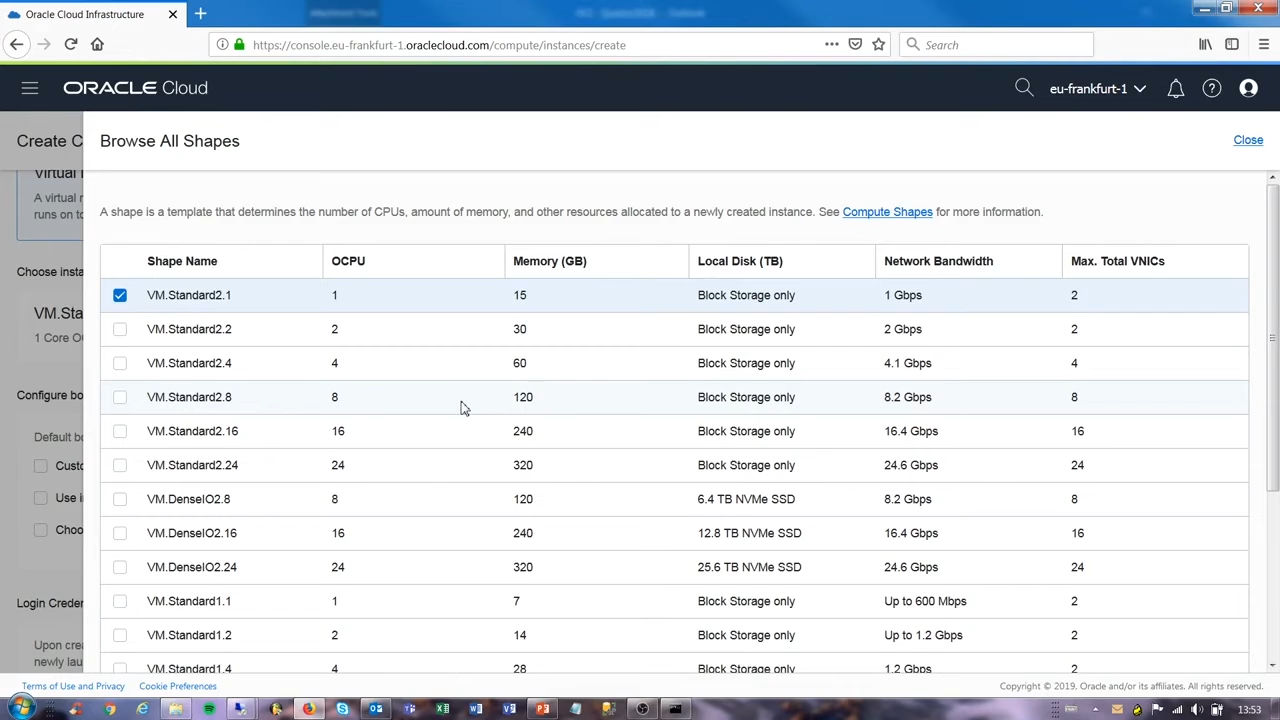 Oracle Cloud Infrastructure
https://console.eu-frankfurt-1.oraclecloud.com/compute/instances/create
Search
ORACLE Cloud
eu-frankfurt-1
Create C
Browse All Shapes
Close
Virtual
A virtual
runs on to
A shape is a template that determines the number of CPUs, amount of memory, and other resources allocated to a newly created instance. See Compute Shapes for more information.
Shape Name OCPU Memory (GB) Local Disk (TB) Network Bandwidth Max. Total VNICs
Choose insta
VM.Standard2.1 1 15 Block Storage only 1 Gbps 2
VM.Sta
VM.Standard2.2 2 30 Block Storage only 2 Gbps 2
1 Core O
VM.Standard2.4 4 60 Block Storage only 4.1 Gbps 4
Configure bo
VM.Standard2.8 8 120 Block Storage only 8.2 Gbps 8
Default bo
VM.Standard2.16 16 240 Block Storage only 16.4 Gbps 16
Custo
VM.Standard2.24 24 320 Block Storage only 24.6 Gbps 24
Use i
VM.DenseIO2.8 8 120 6.4 TB NVMe SSD 8.2 Gbps 8
Choo
VM.DenseIO2.16 16 240 12.8 TB NVMe SSD 16.4 Gbps 16
VM.DenseIO2.24 24 320 25.6 TB NVMe SSD 24.6 Gbps 24
Login Creder
VM.Standard1.1 1 7 Block Storage only Up to 600 Mbps 2
Upon crea
VM.Standard1.2 2 14 Block Storage only Up to 1.2 Gbps 2
newly lau
VM.Standard1.4 4 28 Block Storage only 1.2 Gbps 2
Terms of Use and Privacy Cookie Preferences
Copyright © 2019, Oracle and/or its affiliates. All rights reserved.
13:53